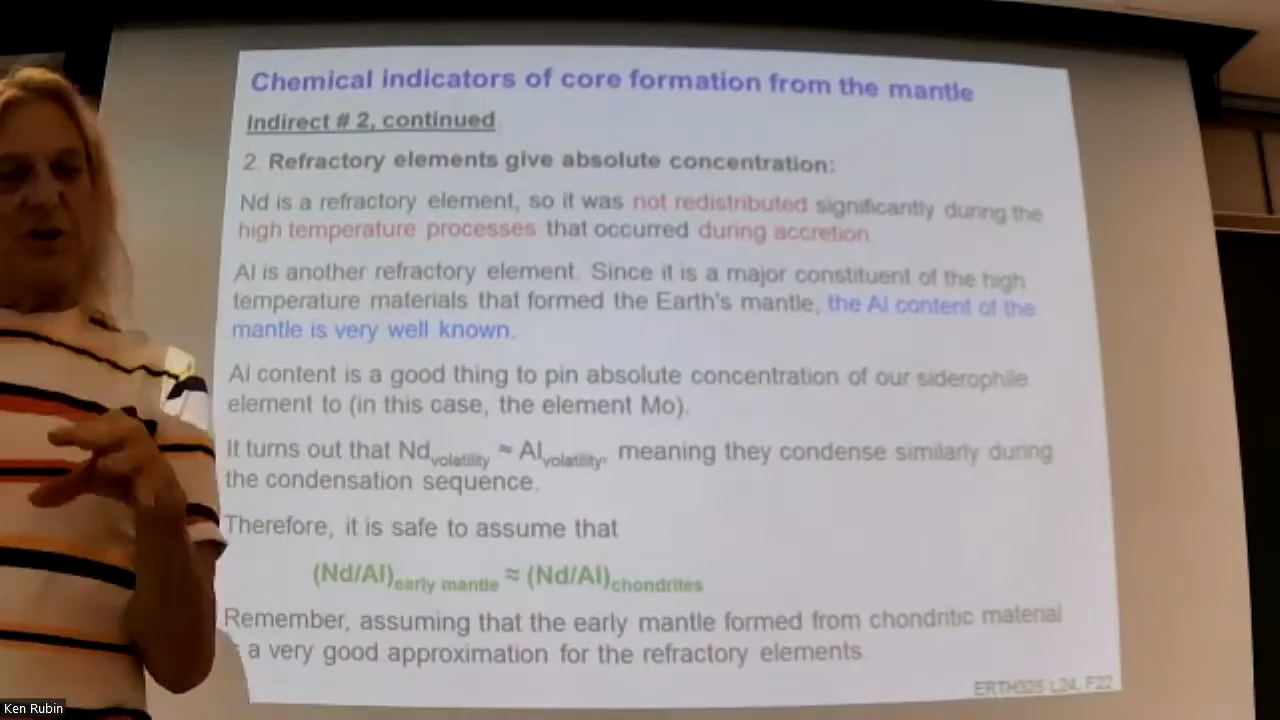 Chemical indicators of core formation from the mantle
Indirect # 2, continued
2. Refractory elements give absolute concentration:
Nd is a refractory element, so it was not redistributed significantly during the
high temperature processes that occurred during accretion.
Al is another refractory element. Since it is a major constituent of the high
temperature materials that formed the Earth's mantle, the Al content of the
mantle is very well known.
Al content is a good thing to pin absolute concentration of our siderophile
element to (in this case, the element Mo).
It turns out that Nd volatility ≈ Al volatility, meaning they condense similarly during
the condensation sequence.
Therefore, it is safe to assume that
(Nd/Al) early mantle ≈ (Nd/Al) chondrites
Remember, assuming that the early mantle formed from chondritic material
a very good approximation for the refractory elements.
ERTH325 L24, F22
Ken Rubin